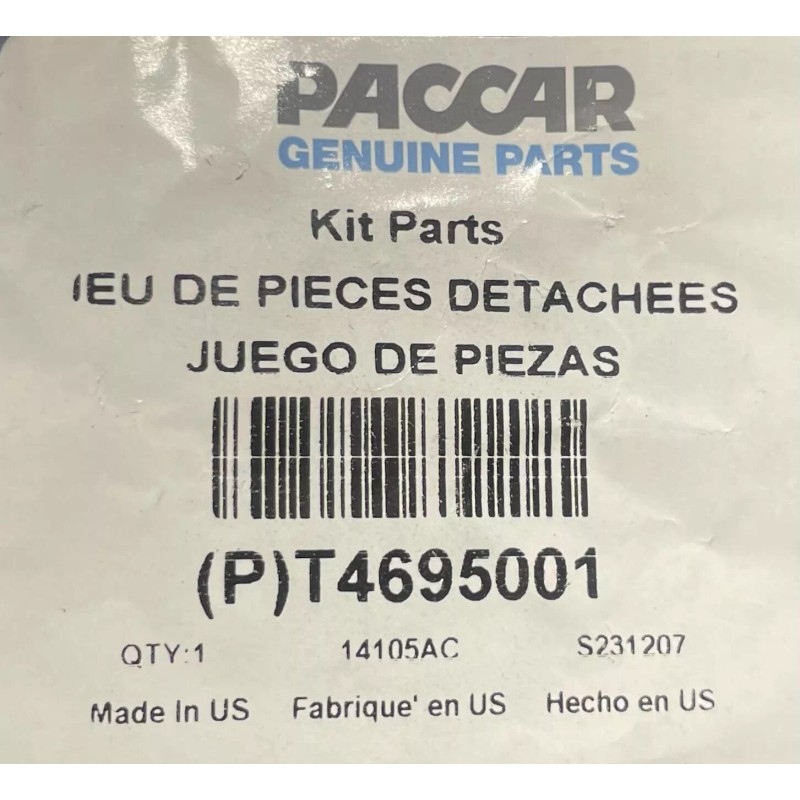 PACCAR
GENUINE PARTS
Kit Parts
IEU DE PIECES DETACHEES
JUEGO DE PIEZAS
(P)T4695001
QTY:1 14105AC S231207
Made In US Fabrique' en US Hecho en US